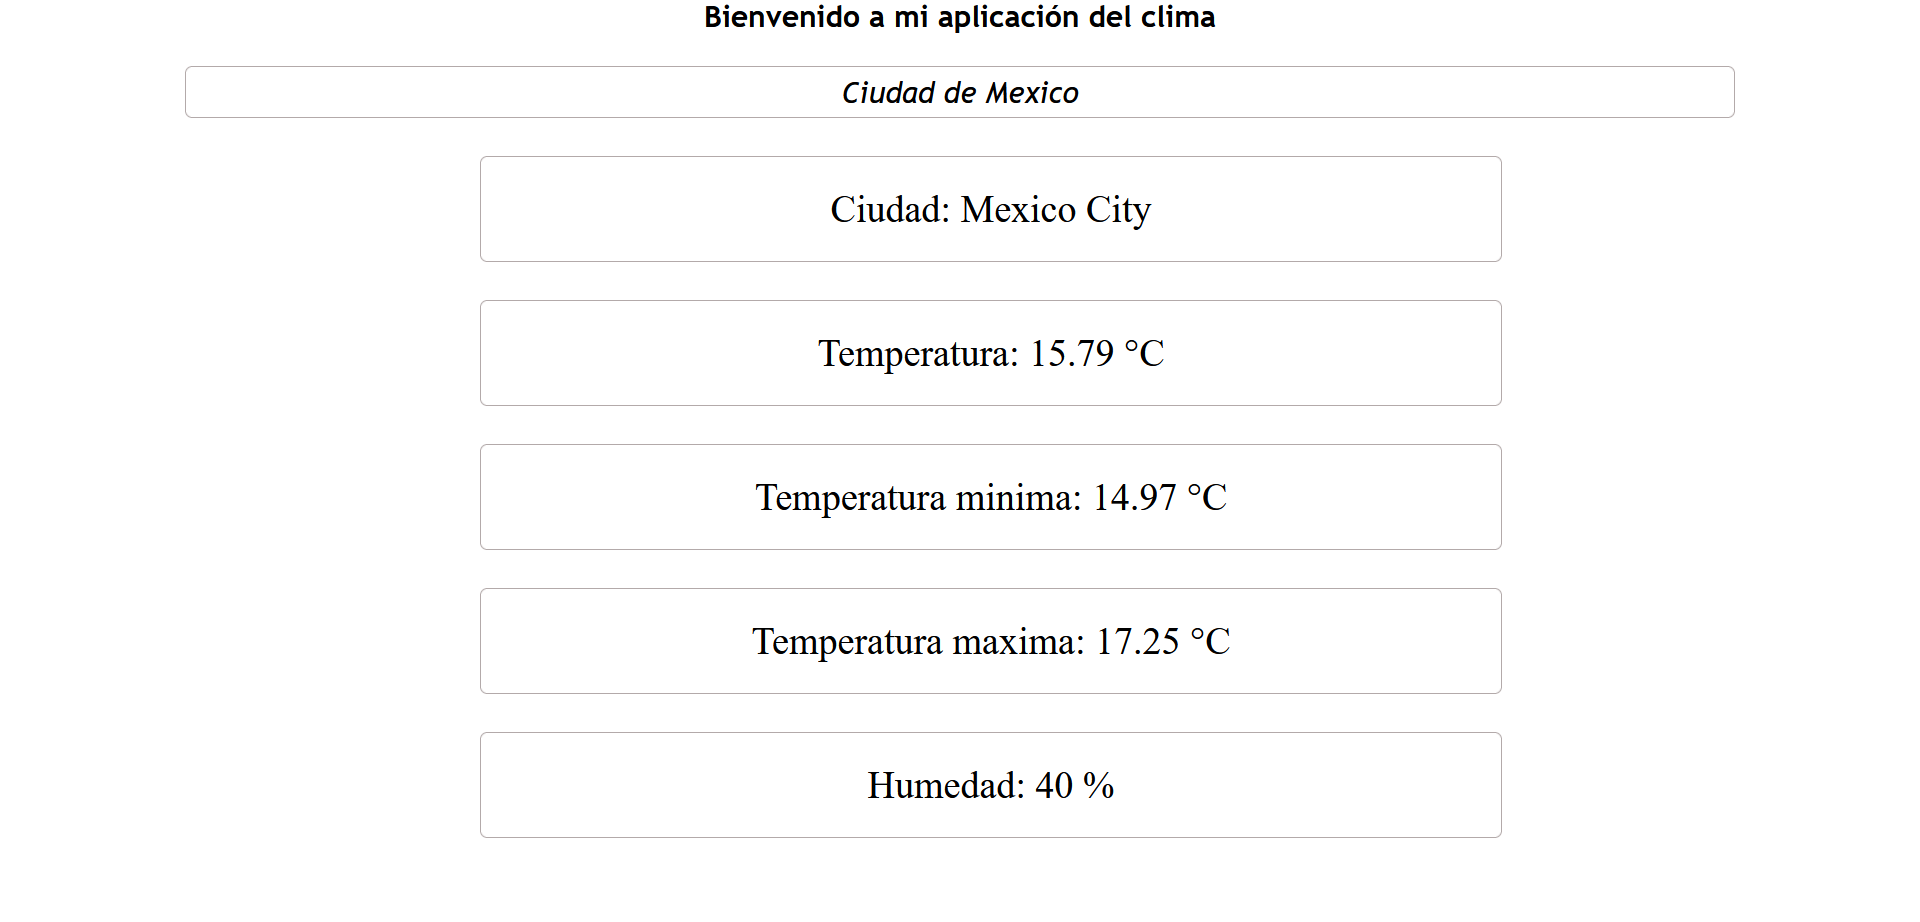 Bienvenido a mi aplicación del clima
Ciudad de Mexico
Ciudad: Mexico City
Temperatura: 15.79 °C
Temperatura minima: 14.97 °C
Temperatura maxima: 17.25 °C
Humedad: 40 %